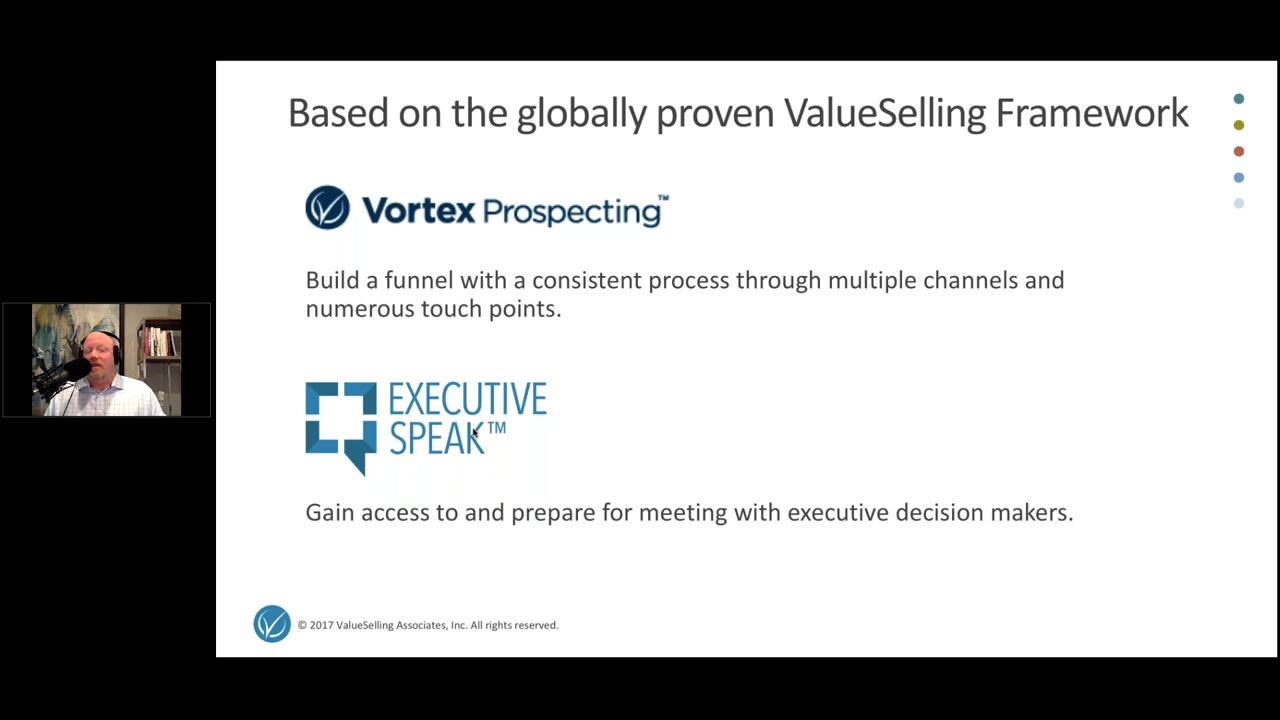 Based on the globally proven ValueSelling Framework
Vortex Prospecting™
Build a funnel with a consistent process through multiple channels and
numerous touch points.
EXECUTIVE
SPEAK™
Gain access to and prepare for meeting with executive decision makers.
© 2017 ValueSelling Associates, Inc. All rights reserved.